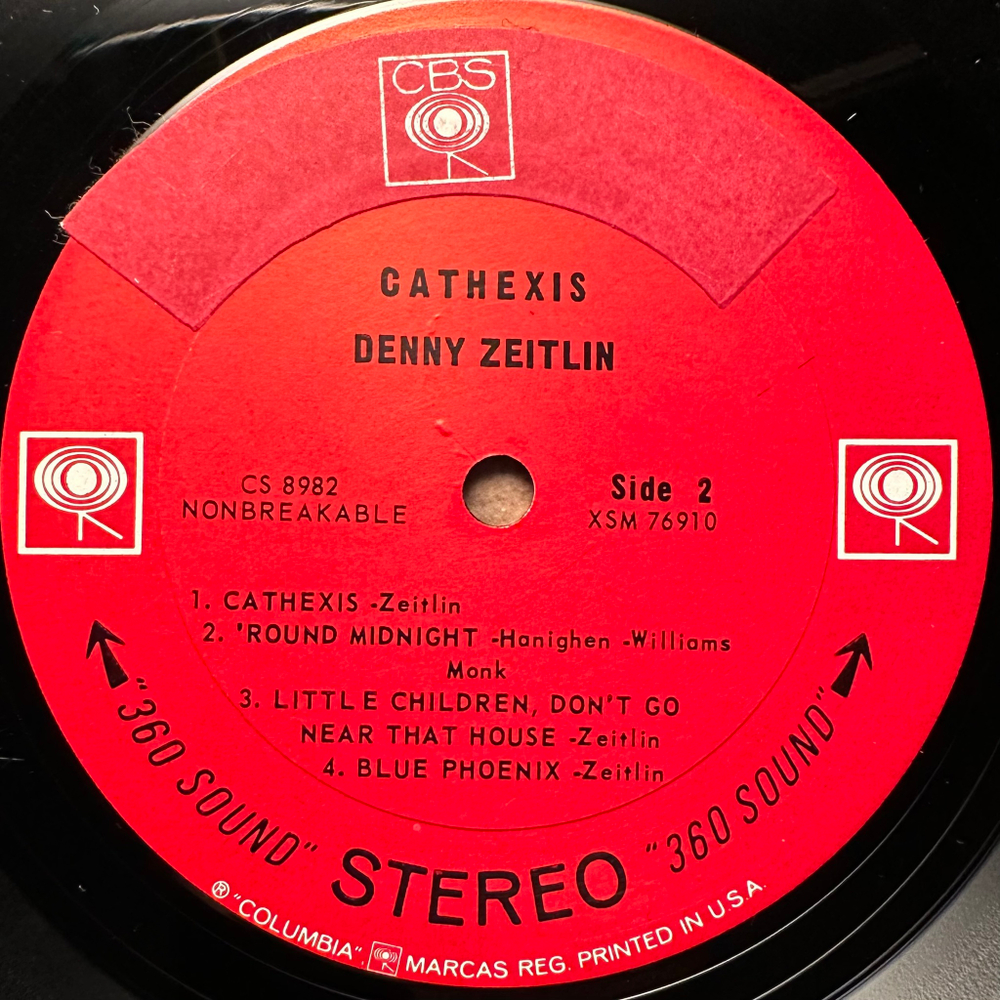 CBS
CATHEXIS
DENNY ZEITLIN
CS 8982
NONBREAKABLE
Side 2
XSM 76910
1. CATHEXIS -Zeitlin
2. 'ROUND MIDNIGHT -Hanighen -Williams
Monk
3. LITTLE CHILDREN, DON'T GO
NEAR THAT HOUSE -Zeitlin
4. BLUE PHOENIX -Zeitlin
"360 SOUND" STEREO "360 SOUND"
® "COLUMBIA", MARCAS REG. PRINTED IN U.S.A.